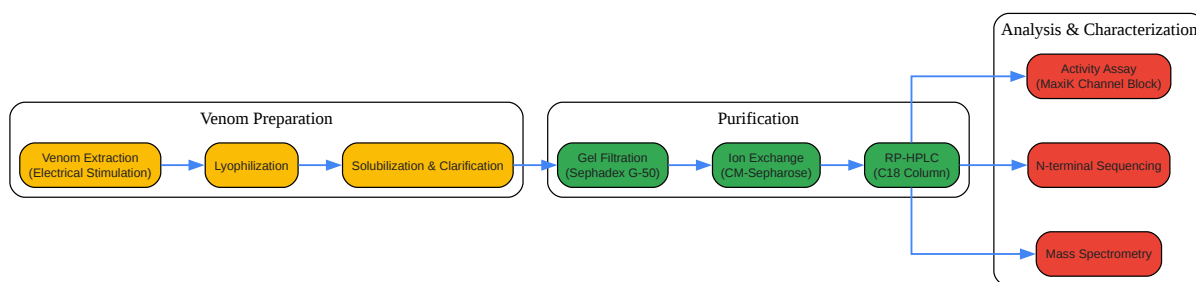 Venom Preparation
Venom Extraction
(Electrical Stimulation)
Lyophilization
Solubilization & Clarification
Purification
Gel Filtration
(Sephadex G-50)
Ion Exchange
(CM-Sepharose)
RP-HPLC
(C18 Column)
Analysis & Characterization
Activity Assay
(MaxiK Channel Block)
N-terminal Sequencing
Mass Spectrometry